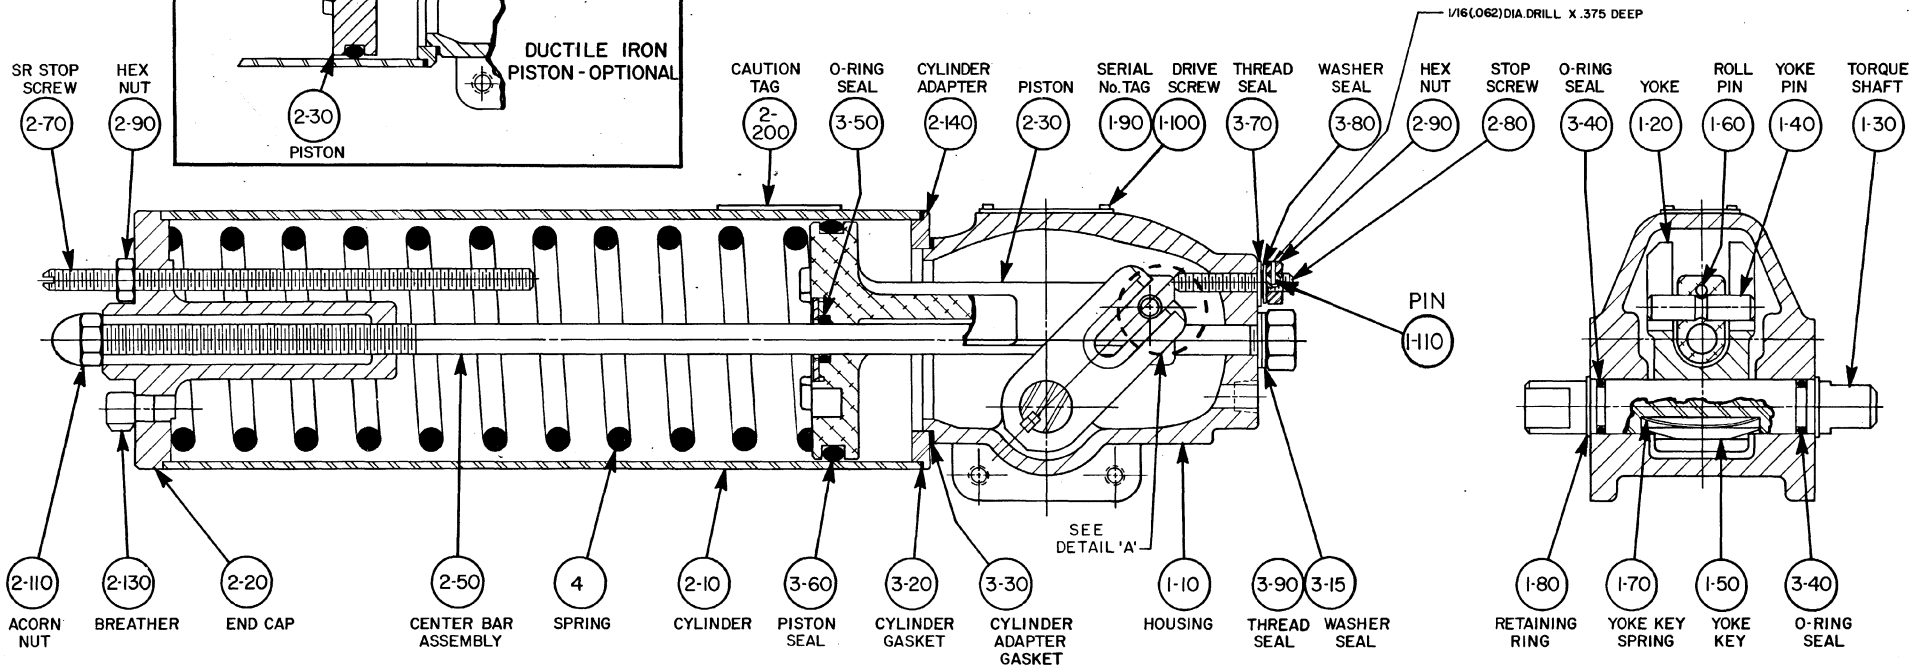 1/16(.062)DIA.DRILL X .375 DEEP
DUCTILE IRON
PISTON-OPTIONAL
2-30
PISTON
SR STOP
SCREW
2-70
HEX
NUT
2-90
CAUTION
TAG
2-
200
O-RING
SEAL
3-50
CYLINDER
ADAPTER
2-140
PISTON
2-30
SERIAL
No. TAG
1-90
DRIVE
SCREW
1-100
THREAD
SEAL
3-70
WASHER
SEAL
3-80
HEX
NUT
2-90
STOP
SCREW
2-80
O-RING
SEAL
3-40
YOKE
1-20
ROLL
PIN
1-60
YOKE
PIN
1-40
TORQUE
SHAFT
1-30
PIN
1-110
SEE
DETAIL 'A'
2-110
ACORN
NUT
2-130
BREATHER
2-20
END CAP
2-50
CENTER BAR
ASSEMBLY
4
SPRING
2-10
CYLINDER
3-60
PISTON
SEAL
3-20
CYLINDER
GASKET
3-30
CYLINDER
ADAPTER
GASKET
1-10
HOUSING
3-90
THREAD
SEAL
3-15
WASHER
SEAL
1-80
RETAINING
RING
1-70
YOKE KEY
SPRING
1-50
YOKE
KEY
3-40
O-RING
SEAL